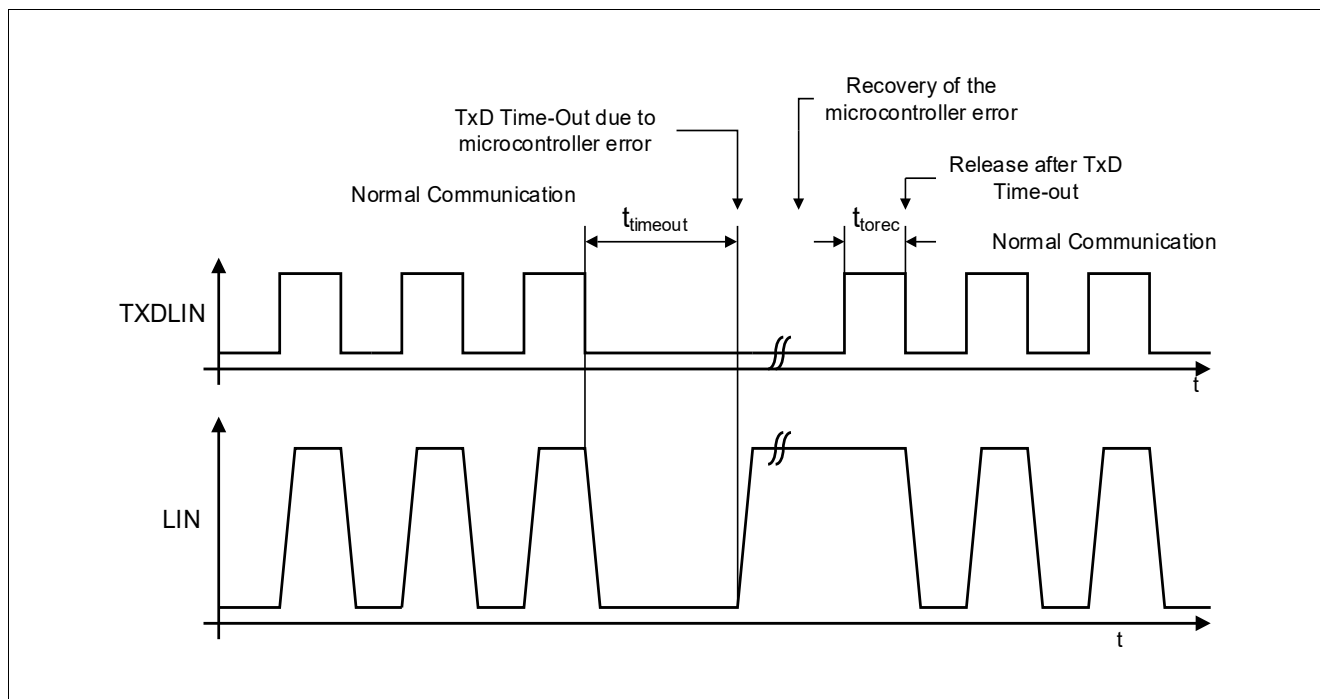 Recovery of the
microcontroller error
TxD Time-Out due to
microcontroller error
Release after TxD
Time-out
Normal Communication
t_timeout
t_torec
Normal Communication
TXDLIN
t
LIN
t